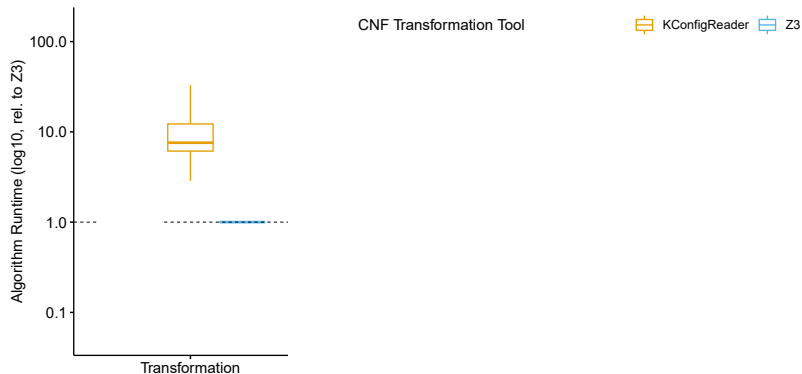 CNF Transformation Tool
KConfigReader
Z3
Algorithm Runtime (log10, rel. to Z3)
100.0
10.0
1.0
0.1
Transformation